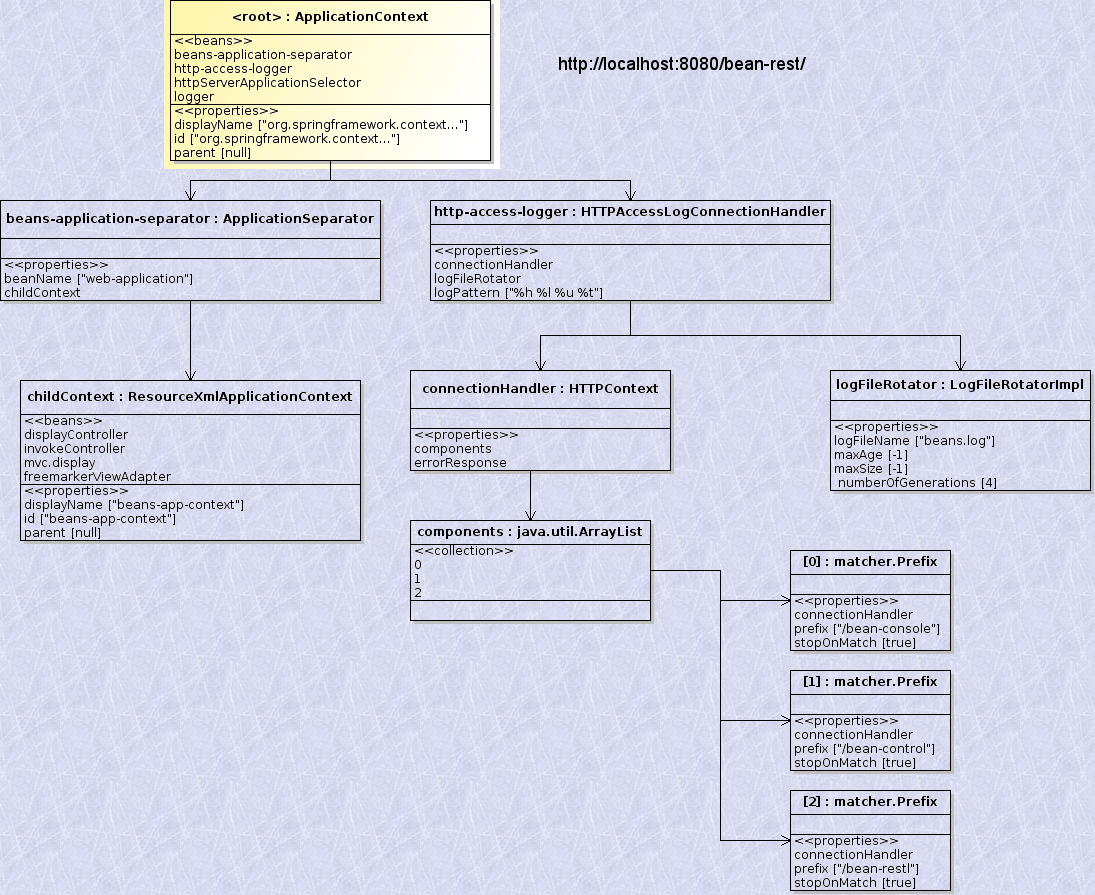 <root> : ApplicationContext
<<beans>>
beans-application-separator
http-access-logger
httpServerApplicationSelector
logger
<<properties>>
displayName ["org.springframework.context..."]
id ["org.springframework.context..."]
parent [null]
http://localhost:8080/bean-rest/
beans-application-separator : ApplicationSeparator
<<properties>>
beanName ["web-application"]
childContext
http-access-logger : HTTPAccessLogConnectionHandler
<<properties>>
connectionHandler
logFileRotator
logPattern ["%h %l %u %t"]
childContext : ResourceXmlApplicationContext
<<beans>>
displayController
invokeController
mvc.display
freemarkerViewAdapter
<<properties>>
displayName ["beans-app-context"]
id ["beans-app-context"]
parent [null]
connectionHandler : HTTPContext
<<properties>>
components
errorResponse
logFileRotator : LogFileRotatorImpl
<<properties>>
logFileName ["beans.log"]
maxAge [-1]
maxSize [-1]
numberOfGenerations [4]
components : java.util.ArrayList
<<collection>>
0
1
2
[0] : matcher.Prefix
<<properties>>
connectionHandler
prefix ["/bean-console"]
stopOnMatch [true]
[1] : matcher.Prefix
<<properties>>
connectionHandler
prefix ["/bean-control"]
stopOnMatch [true]
[2] : matcher.Prefix
<<properties>>
connectionHandler
prefix ["/bean-restl"]
stopOnMatch [true]